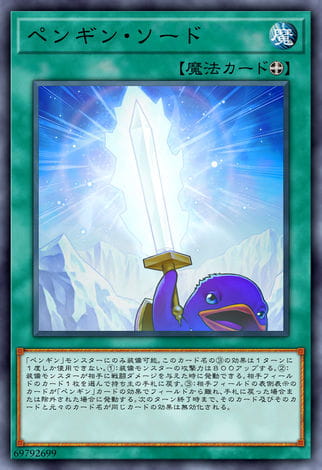 ペンギン・ソード
魔
【魔法カード】
「ペンギン」モンスターにのみ装備可能。このカード名の③の効果は１ターン
に１度しか使用できない。①：装備モンスターの攻撃力は８００アップする。②：
装備モンスターが相手に戦闘ダメージを与えた時に発動できる。相手フィール
ドのカード１枚を選んで持ち主の手札に戻す。③：相手フィールドの表側表示の
カードが「ペンギン」カードの効果でフィールドから離れ、手札に戻った場合ま
たは除外された場合に発動する。次のターン終了時まで、そのカード及びそのカー
ドと元々のカード名が同じカードの効果は無効化される。
69792699